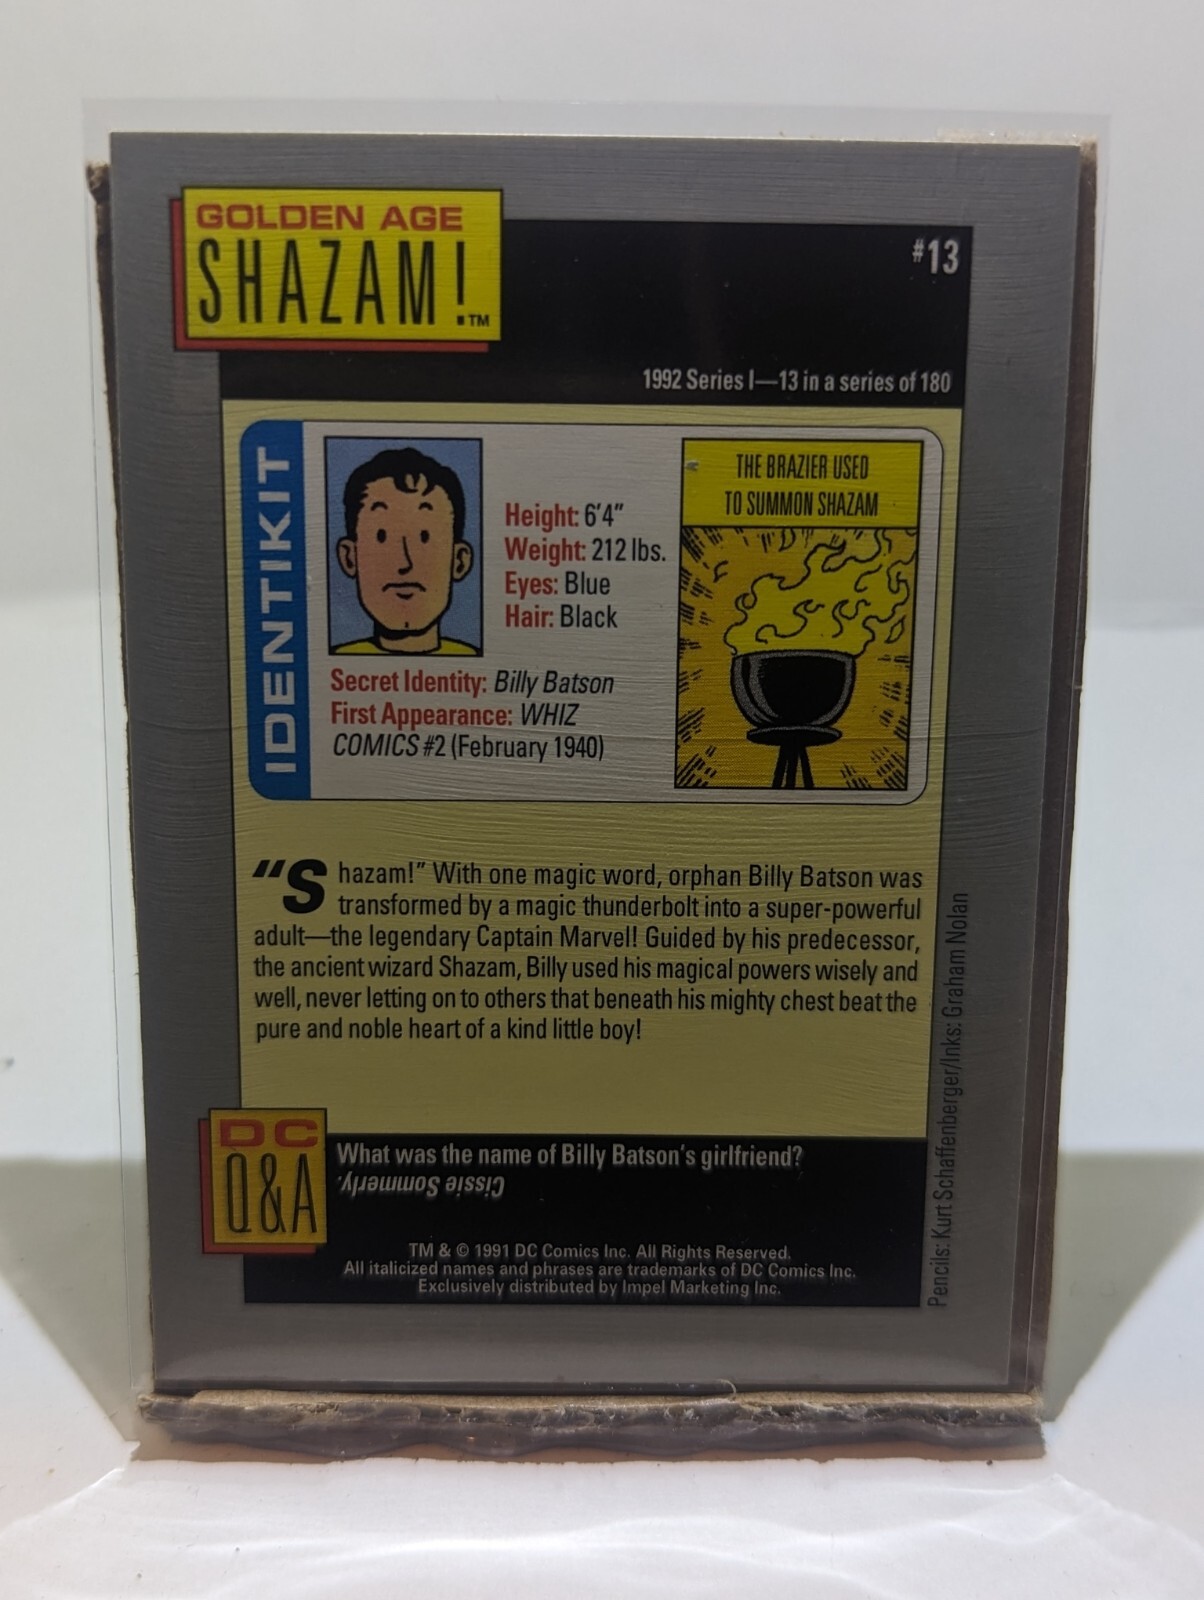 GOLDEN AGE
SHAZAM!™
#13
1992 Series I—13 in a series of 180
IDENTIKIT
Height: 6'4"
Weight: 212 lbs.
Eyes: Blue
Hair: Black
Secret Identity: Billy Batson
First Appearance: WHIZ
COMICS #2 (February 1940)
THE BRAZIER USED
TO SUMMON SHAZAM
“Shazam!” With one magic word, orphan Billy Batson was
transformed by a magic thunderbolt into a super-powerful
adult—the legendary Captain Marvel! Guided by his predecessor,
the ancient wizard Shazam, Billy used his magical powers wisely and
well, never letting on to others that beneath his mighty chest beat the
pure and noble heart of a kind little boy!
Pencils: Kurt Schaffenberger/Inks: Graham Nolan
DC
Q&A
What was the name of Billy Batson's girlfriend?
Cissie Sommerly.
TM & © 1991 DC Comics Inc. All Rights Reserved.
All italicized names and phrases are trademarks of DC Comics Inc.
Exclusively distributed by Impel Marketing Inc.